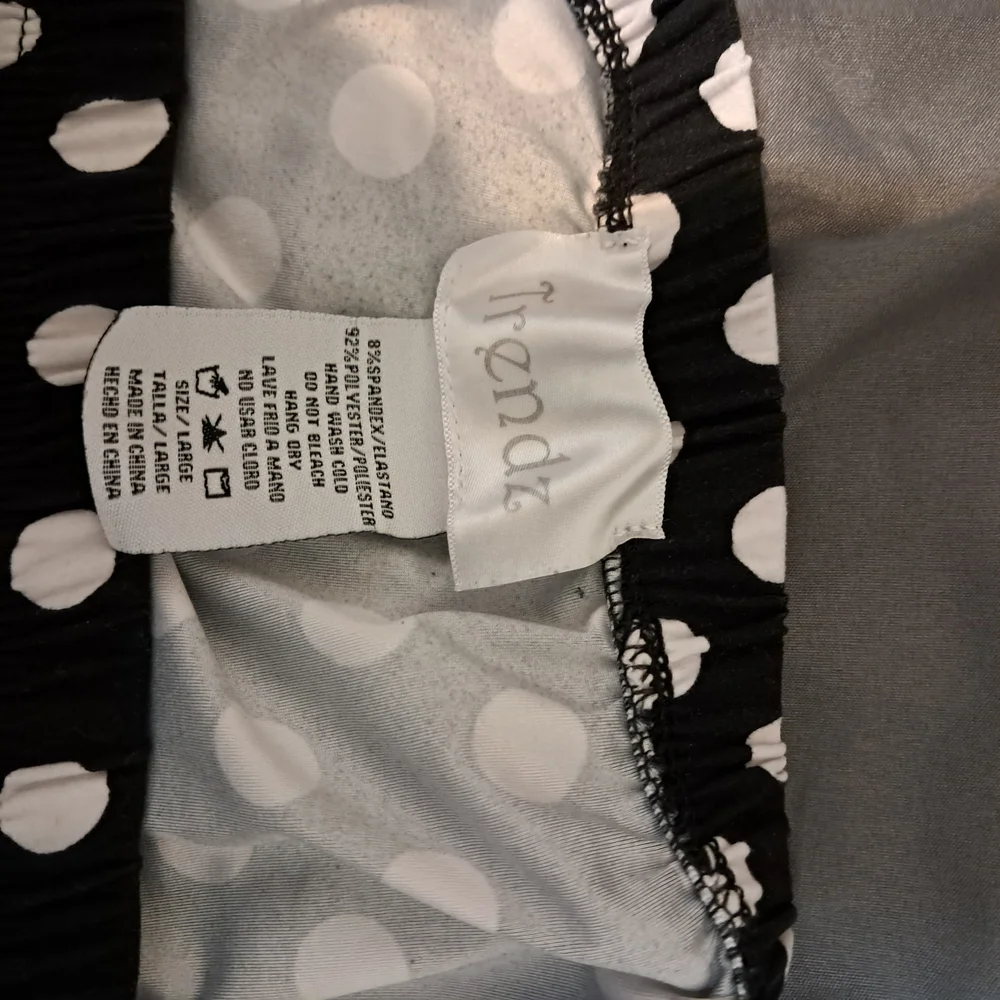 Trendz
92%POLYESTER/POLIESTER
8%SPANDEX/ELASTANO
HAND WASH COLD
DO NOT BLEACH
HANG DRY
LAVE FRIO A MANO
NO USAR CLORO
SIZE/LARGE
TALLA/LARGE
MADE IN CHINA
HECHO EN CHINA